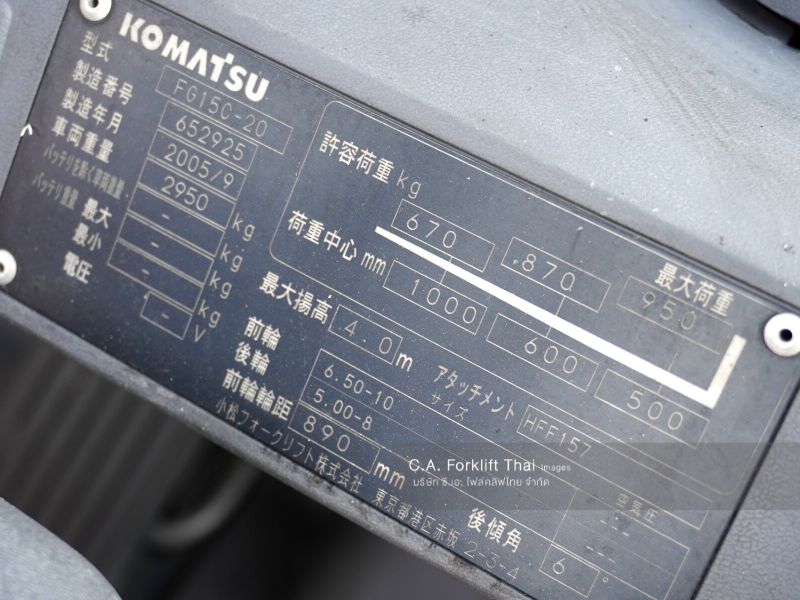 KOMATSU
型式 FG15C-20
製造番号 652925
製造年月 2005/9
車両重量 2950 kg
バッテリを除く車両重量 - kg
バッテリ重量 最大 - kg
最小 - kg
電圧 - V
許容荷重 kg 670 870 950
最大荷重
荷重中心 mm 1000 600 500
最大揚高 4.0 m
アタッチメント
サイズ HFF157
前輪 6.50-10
後輪 5.00-8
前輪輪距 890 mm
空気圧
---
---
後傾角 6°
小松フォークリフト株式会社 東京都港区赤坂 2-3-4
C.A. Forklift Thai Images
บริษัท ซี.เอ. โฟล์คลิฟไทย จำกัด